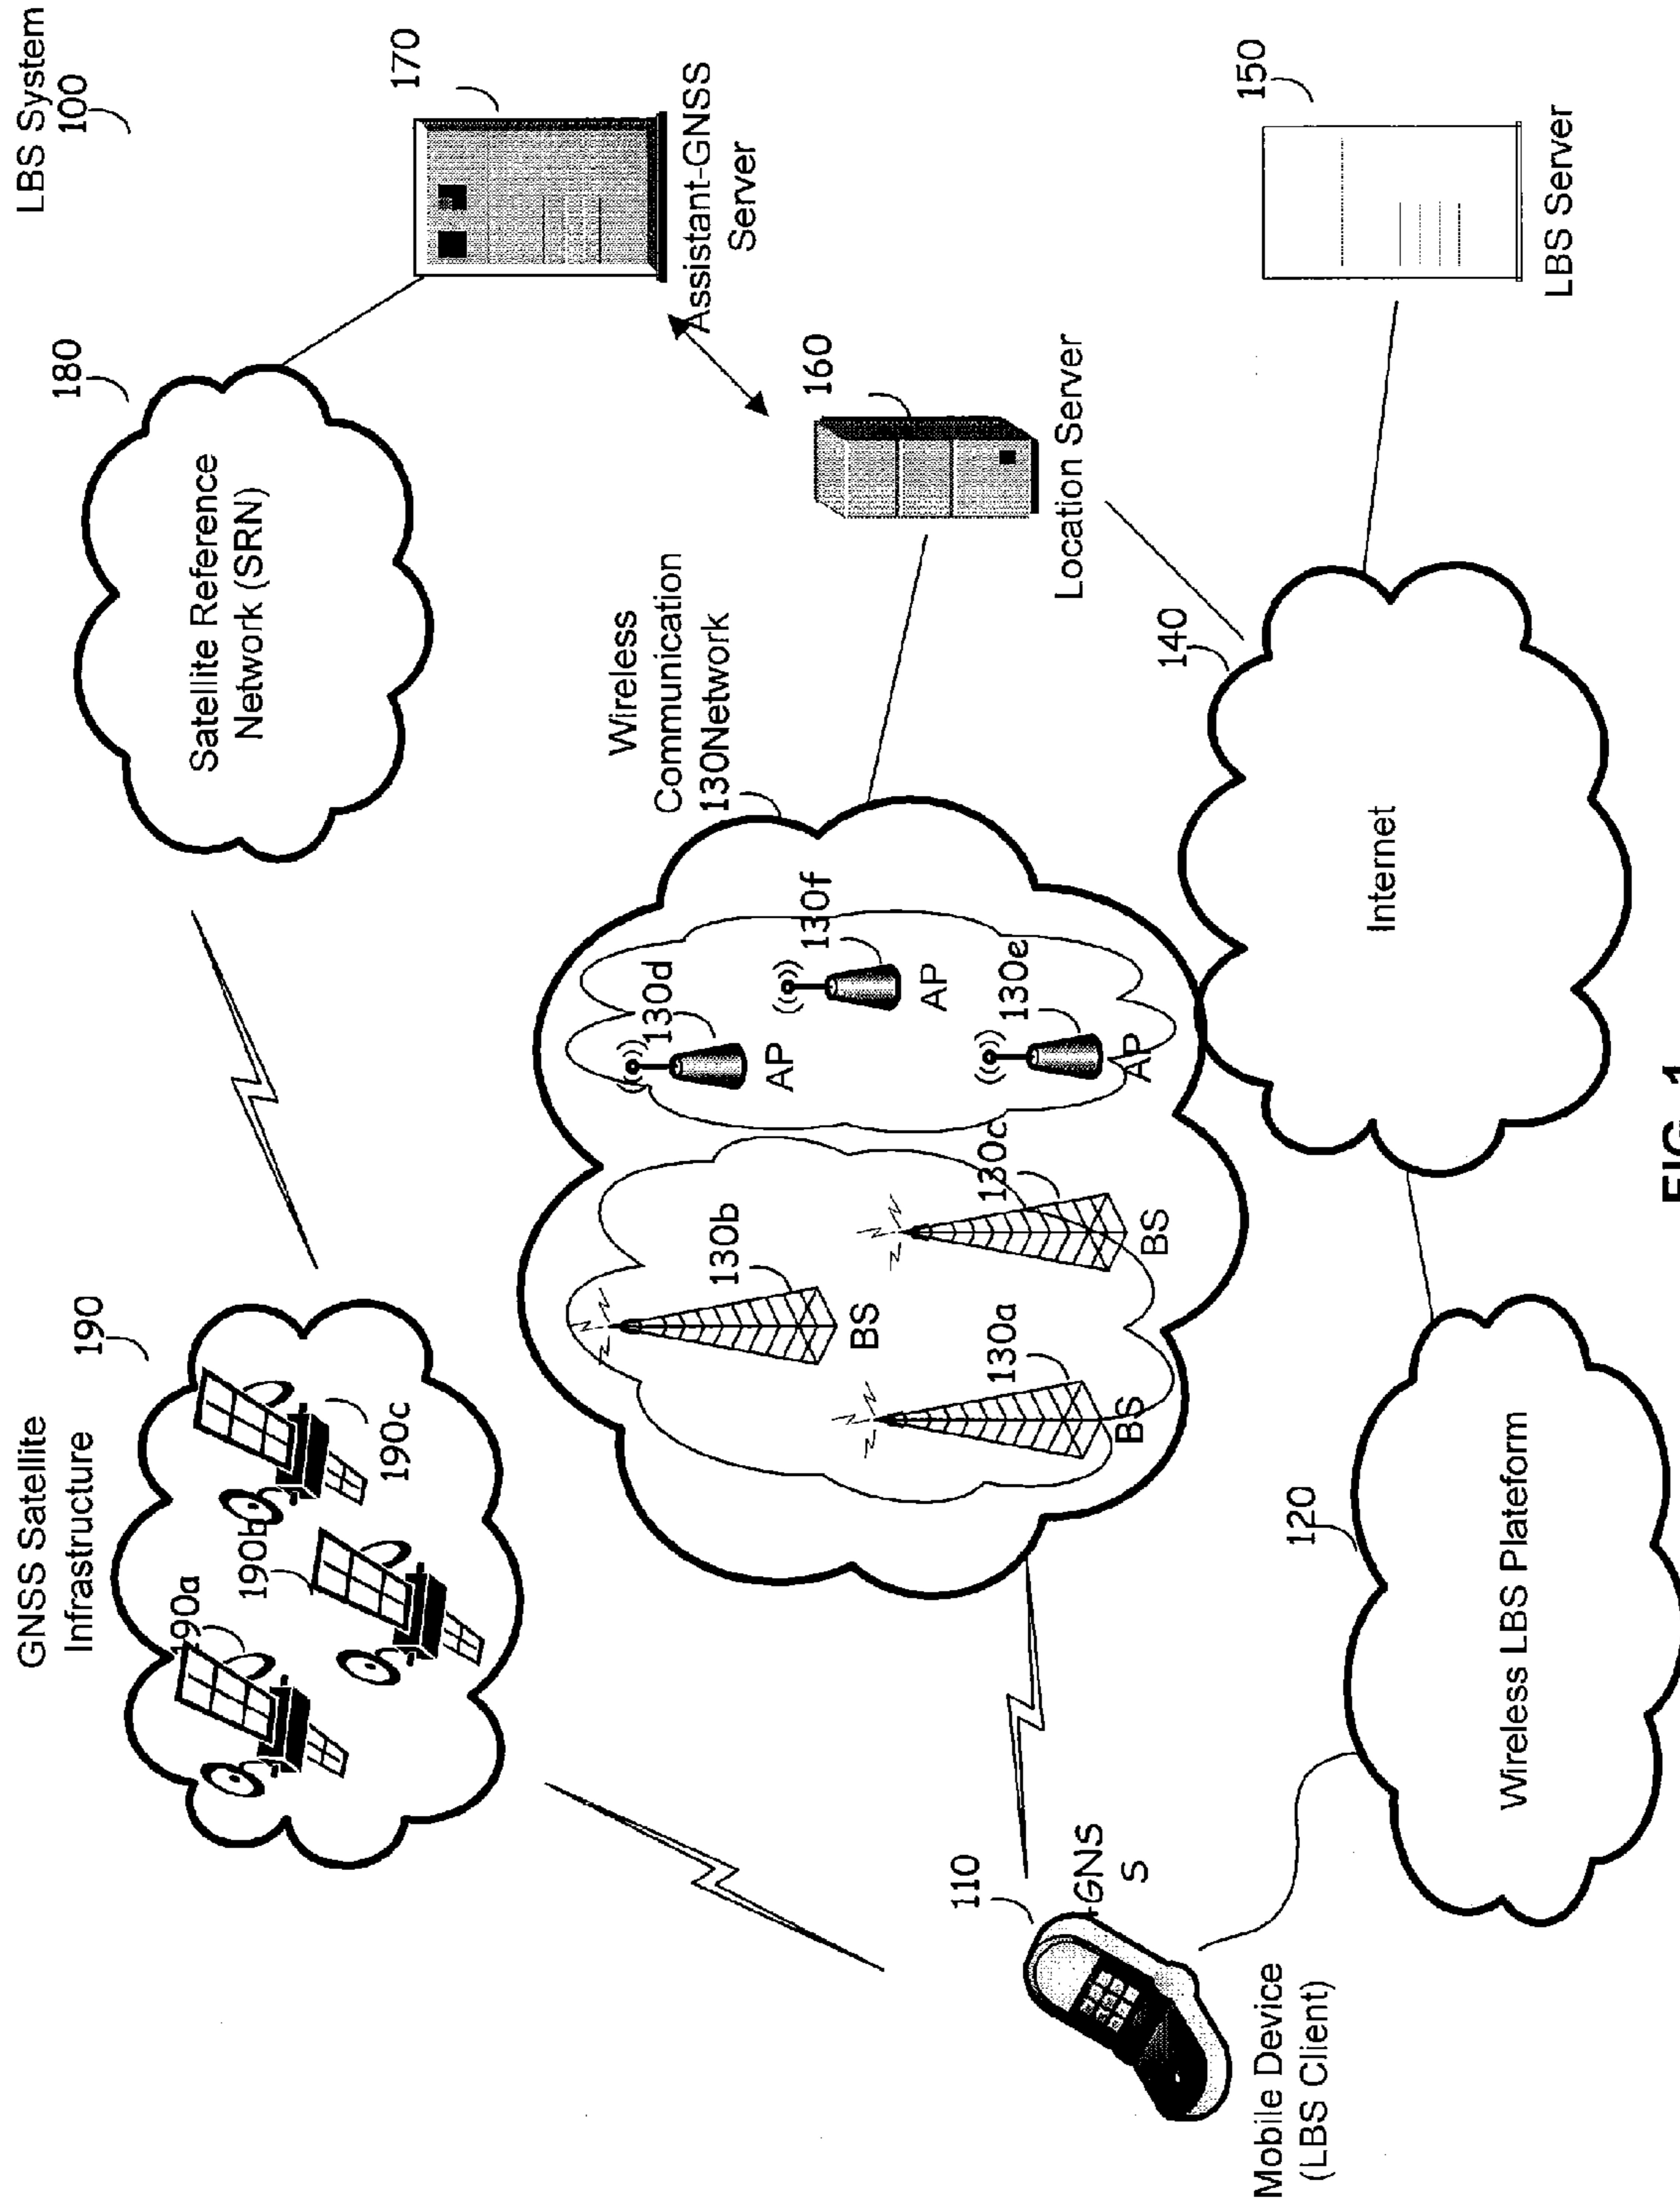 LBS System
100
GNSS Satellite
Infrastructure
190
190a
190b
190c
180
Satellite Reference
Network (SRN)
170
Assistant-GNSS
Server
Wireless
Communication
130Network
160
Location Server
130b
BS
130a
BS
130c
BS
130d
AP
130f
AP
130e
AP
110
+GNS
S
Mobile Device
(LBS Client)
120
Wireless LBS Plateform
140
Internet
150
LBS Server
FIG. 1